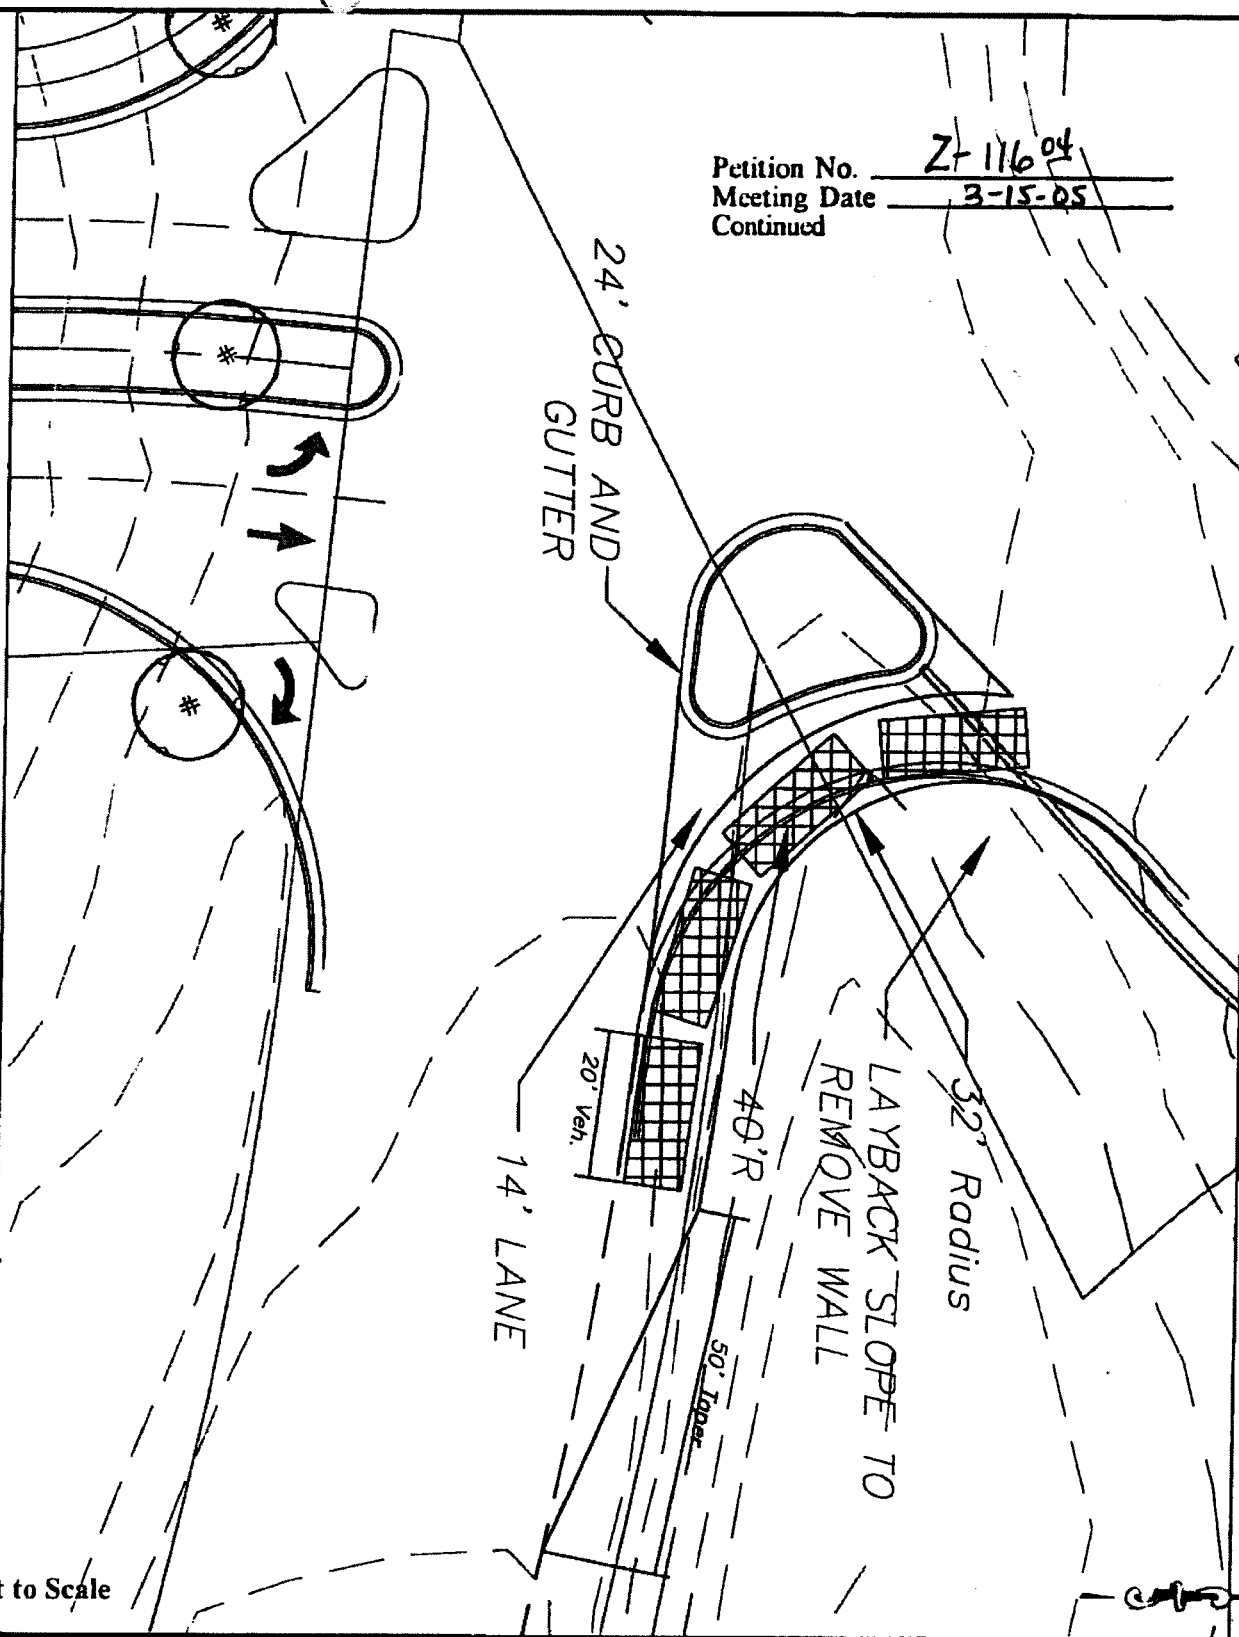 Petition No. Z-116 04
Meeting Date 3-15-05
Continued
24' CURB AND
GUTTER
20' Veh.
14' LANE
40'R
32' Radius
LAYBACK SLOPE TO
REMOVE WALL
50' Taper
to Scale